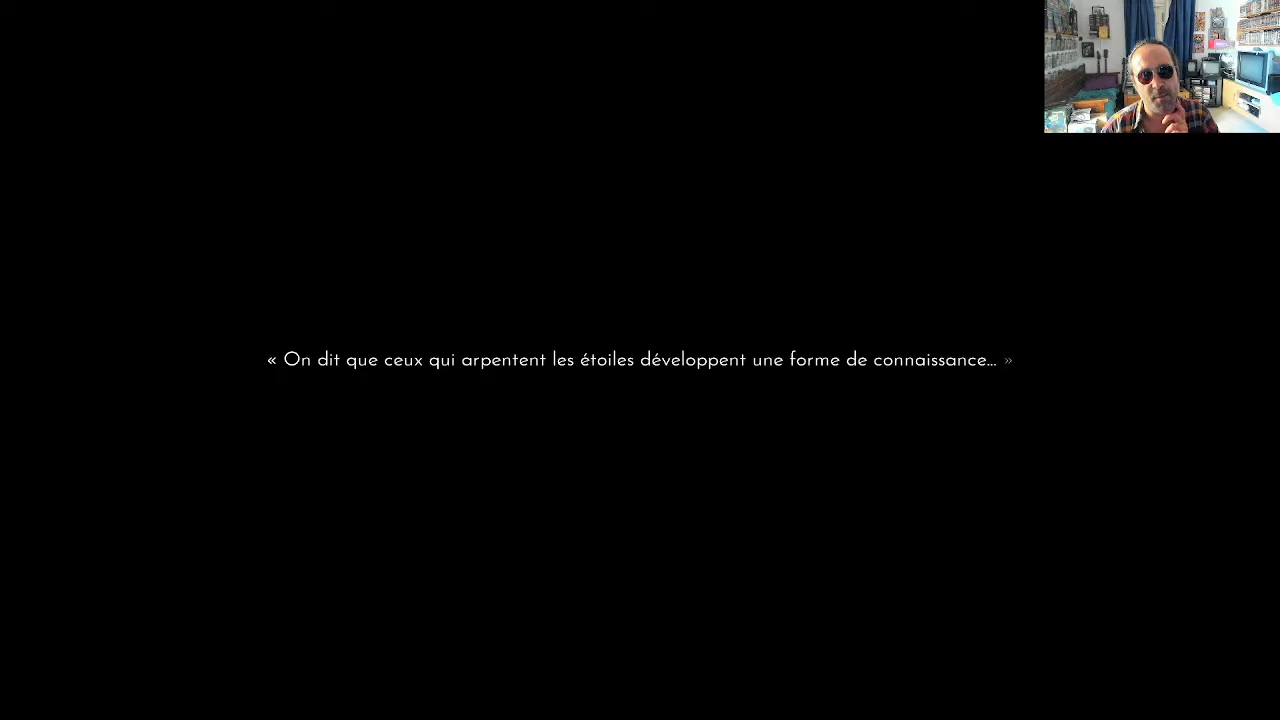 « On dit que ceux qui arpentent les étoiles développent une forme de connaissance... »